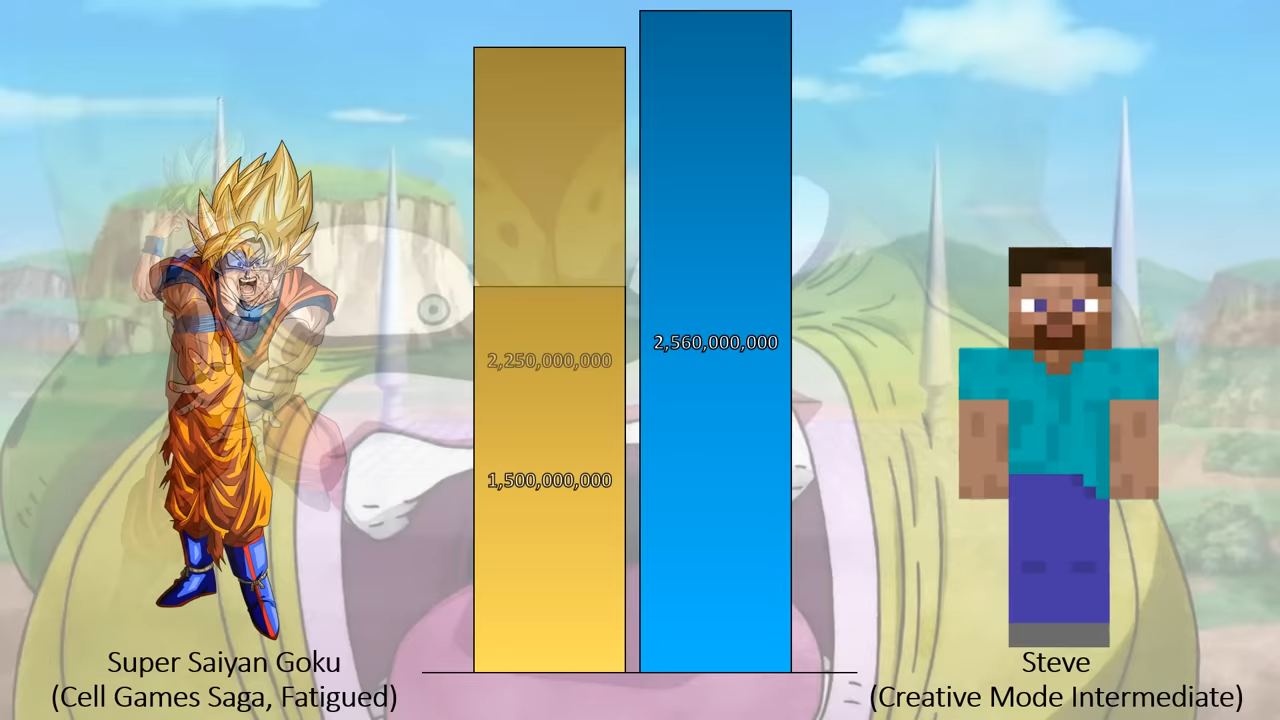 2,250,000,000
1,500,000,000
2,560,000,000
Super Saiyan Goku
(Cell Games Saga, Fatigued)
Steve
(Creative Mode Intermediate)